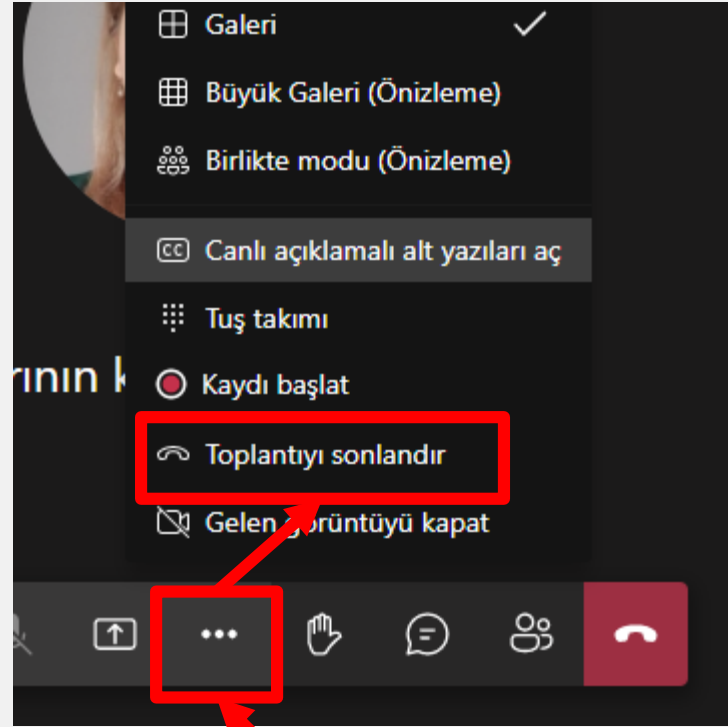 Galeri
Büyük Galeri (Önizleme)
Birlikte modu (Önizleme)
CC Canlı açıklamalı alt yazıları aç
Tuş takımı
rının k
Kaydı başlat
Toplantıyı sonlandır
Gelen görüntüyü kapat